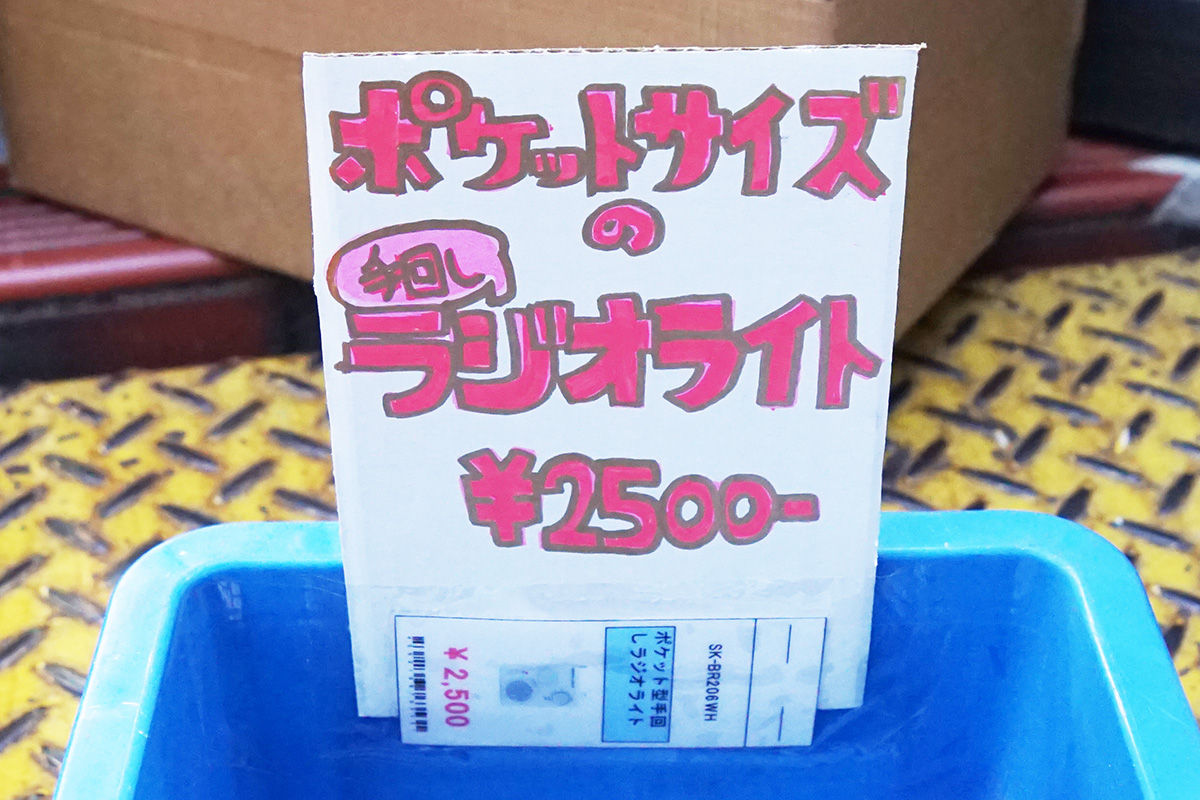 ポケットサイズ
の
手回し
ラジオライト
¥2500-
SK-BR206WH
ポケット型手回
しラジオライト
¥2,500